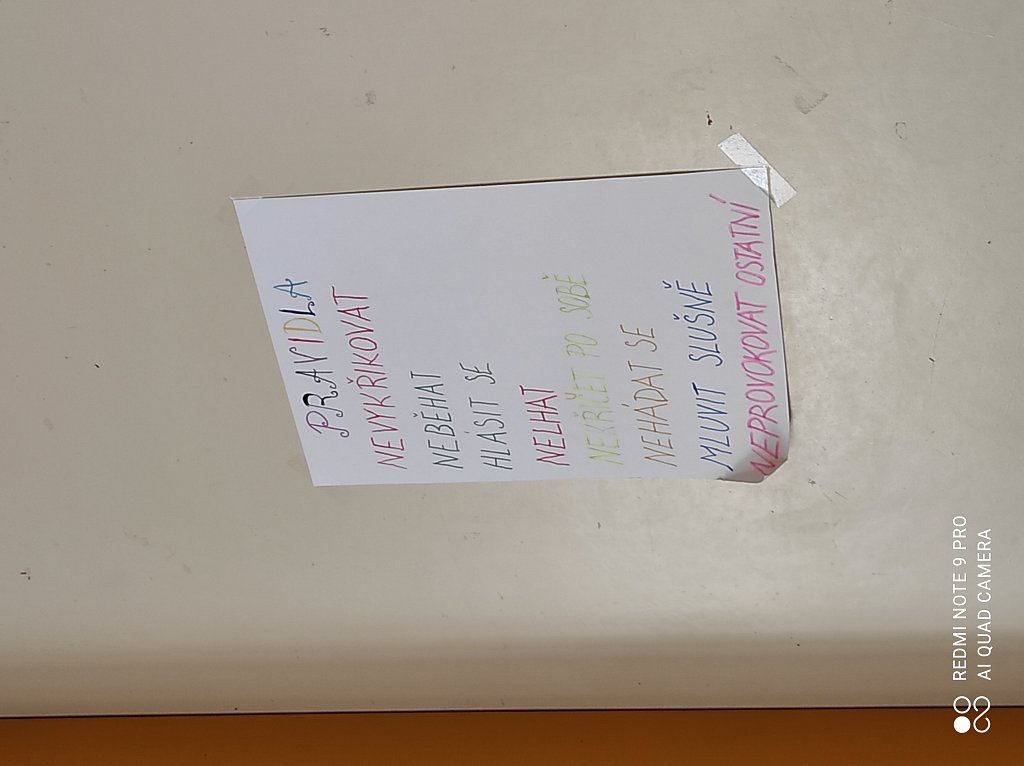 PRAVIDLA
NEVYKŘIKOVAT
NEBĚHAT
HLÁSIT SE
NELHAT
NEKŘIČET PO SOBĚ
NEHÁDAT SE
MLUVIT SLUŠNĚ
NEPROVOKOVAT OSTATNÍ
REDMI NOTE 9 PRO
AI QUAD CAMERA